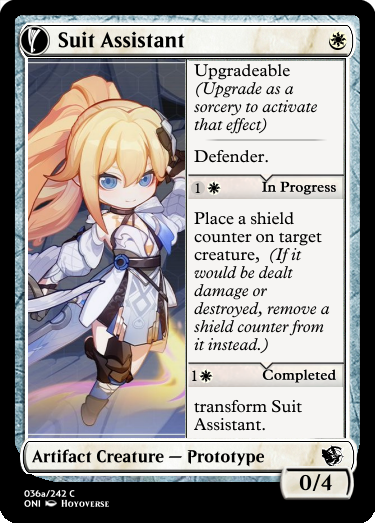 Suit Assistant
Upgradeable
(Upgrade as a
sorcery to activate
that effect)
Defender.
1 In Progress
Place a shield
counter on target
creature, (If it
would be dealt
damage or
destroyed, remove a
shield counter from
it instead.)
1 Completed
transform Suit
Assistant.
Artifact Creature — Prototype
0/4
036a/242 C
ONI Hoyoverse